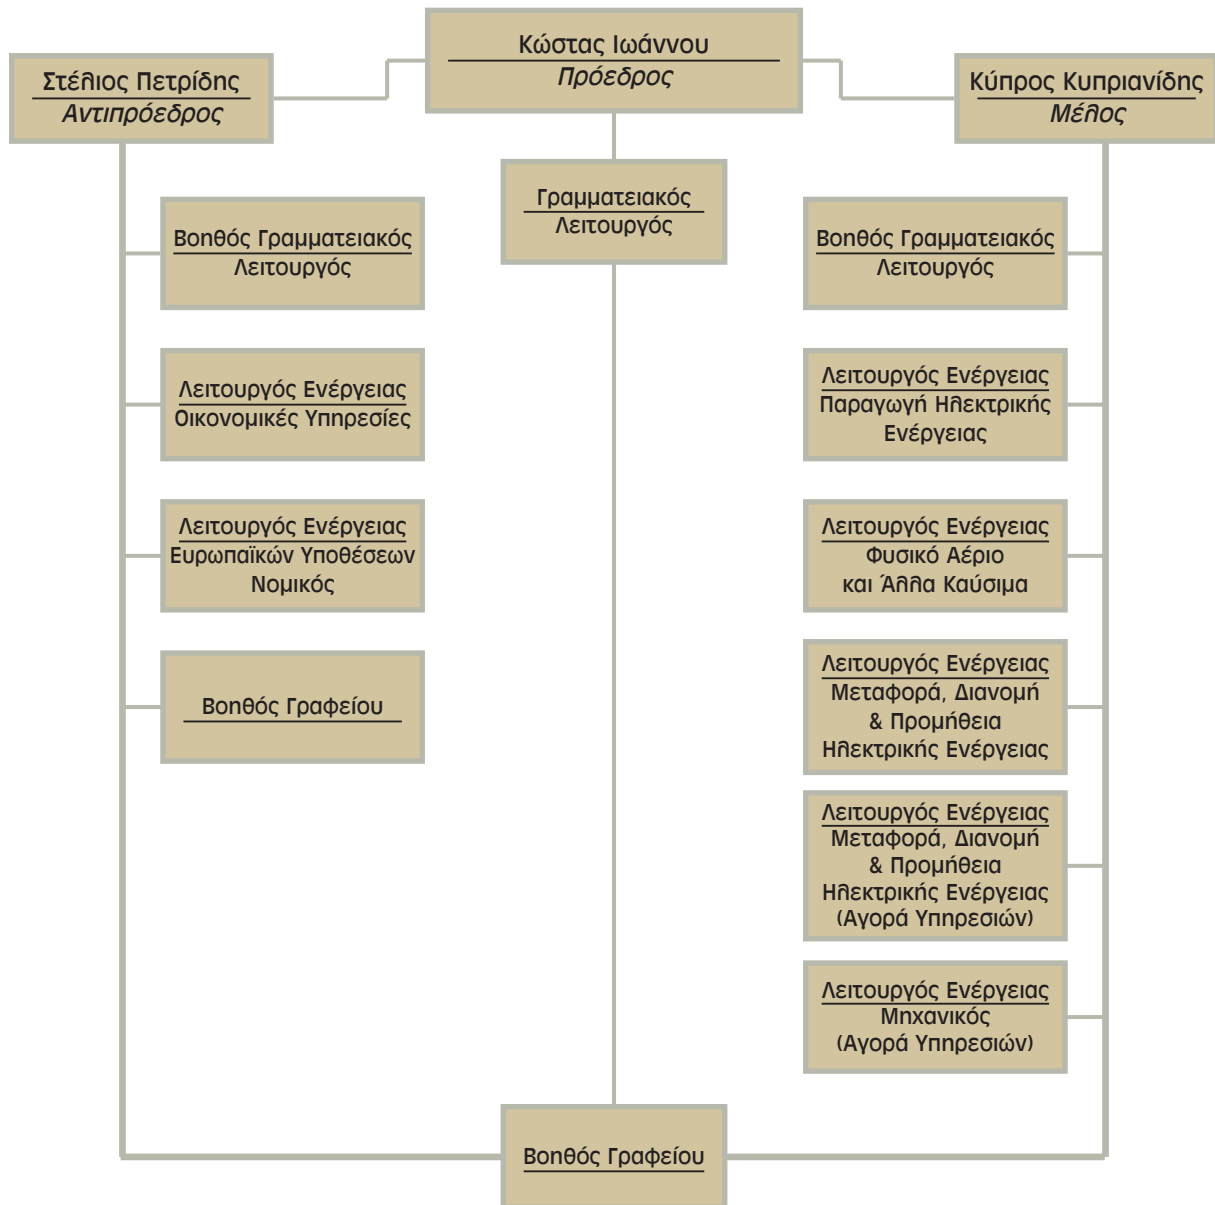 Κώστας Ιωάννου
Πρόεδρος
Στέλιος Πετρίδης
Αντιπρόεδρος
Κύπρος Κυπριανίδης
Μέλος
Γραμματειακός
Λειτουργός
Βοηθός Γραμματειακός
Λειτουργός
Λειτουργός Ενέργειας
Οικονομικές Υπηρεσίες
Λειτουργός Ενέργειας
Ευρωπαϊκών Υποθέσεων
Νομικός
Βοηθός Γραφείου
Βοηθός Γραμματειακός
Λειτουργός
Λειτουργός Ενέργειας
Παραγωγή Ηλεκτρικής
Ενέργειας
Λειτουργός Ενέργειας
Φυσικό Αέριο
και Άλλα Καύσιμα
Λειτουργός Ενέργειας
Μεταφορά, Διανομή
& Προμήθεια
Ηλεκτρικής Ενέργειας
Λειτουργός Ενέργειας
Μεταφορά, Διανομή
& Προμήθεια
Ηλεκτρικής Ενέργειας
(Αγορά Υπηρεσιών)
Λειτουργός Ενέργειας
Μηχανικός
(Αγορά Υπηρεσιών)
Βοηθός Γραφείου